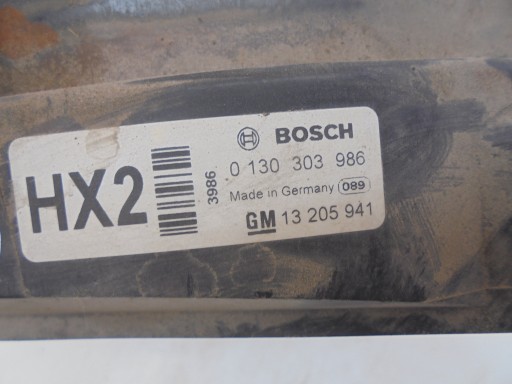 HX2
3986
BOSCH
0 130 303 986
Made in Germany 089
GM 13 205 941